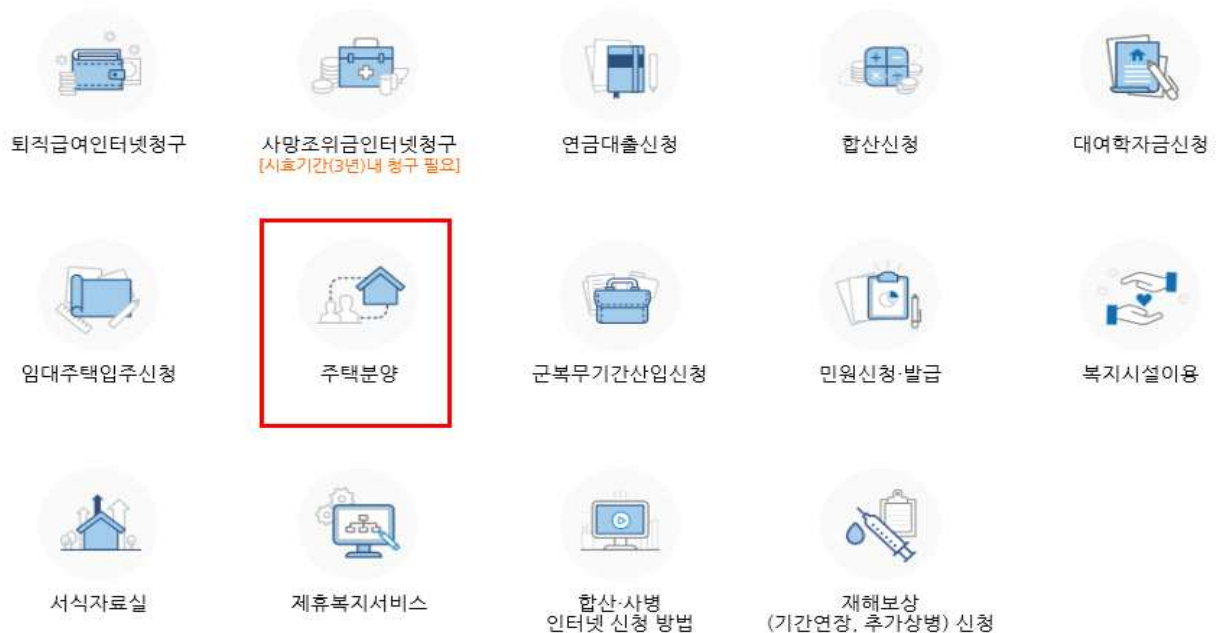 퇴직급여인터넷청구
사망조위금인터넷청구
[시효기간(3년)내 청구 필요]
연금대출신청
합산신청
대여학자금신청
임대주택입주신청
주택분양
군복무기간산입신청
민원신청·발급
복지시설이용
서식자료실
제휴복지서비스
합산·사병
인터넷 신청 방법
재해보상
(기간연장, 추가상병) 신청